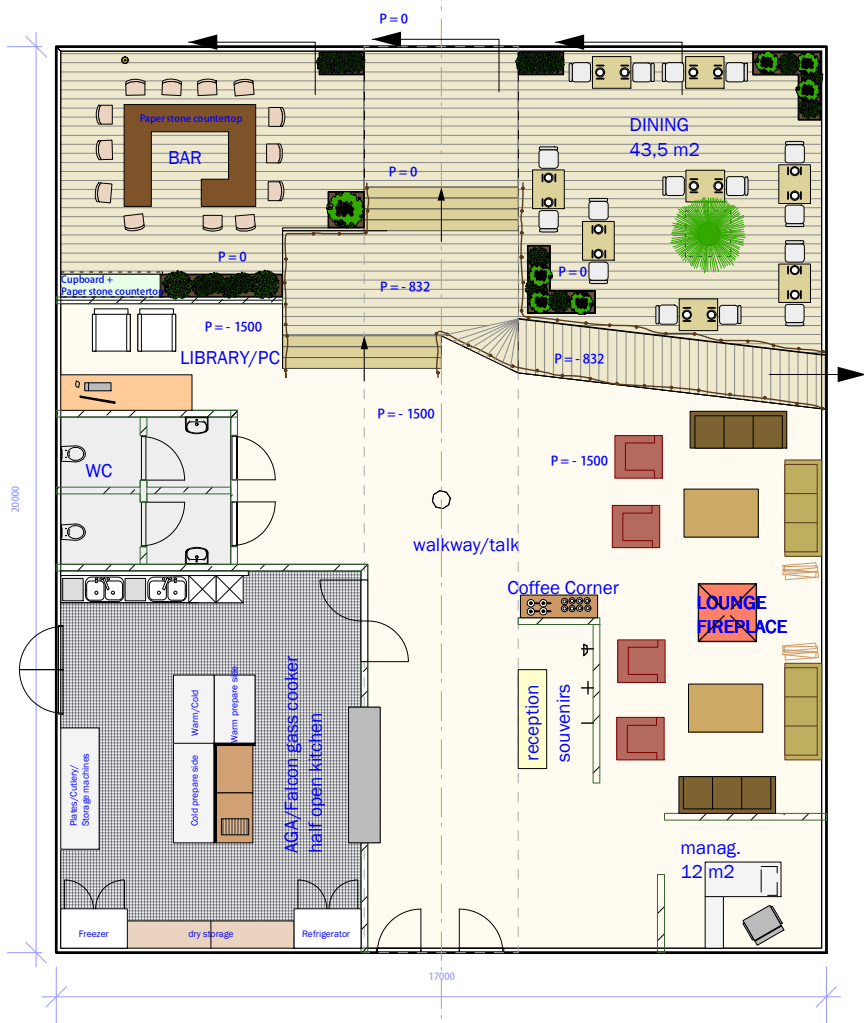 P = 0
Paper stone countertop
BAR
DINING
43,5 m2
P = 0
P = 0
P = 0
Cupboard +
Paper stone countertop
P = - 832
P = - 1500
LIBRARY/PC
P = - 832
P = - 1500
WC
P = - 1500
20000
walkway/talk
Coffee Corner
LOUNGE
FIREPLACE
AGA/Falcon gass cooker
half open kitchen
Warm/Cold
Warm prepare side
Cold prepare side
Plates/Cutlery/
Storage machines
reception
souvenirs
manag.
12 m2
Freezer
dry storage
Refrigerator
17000